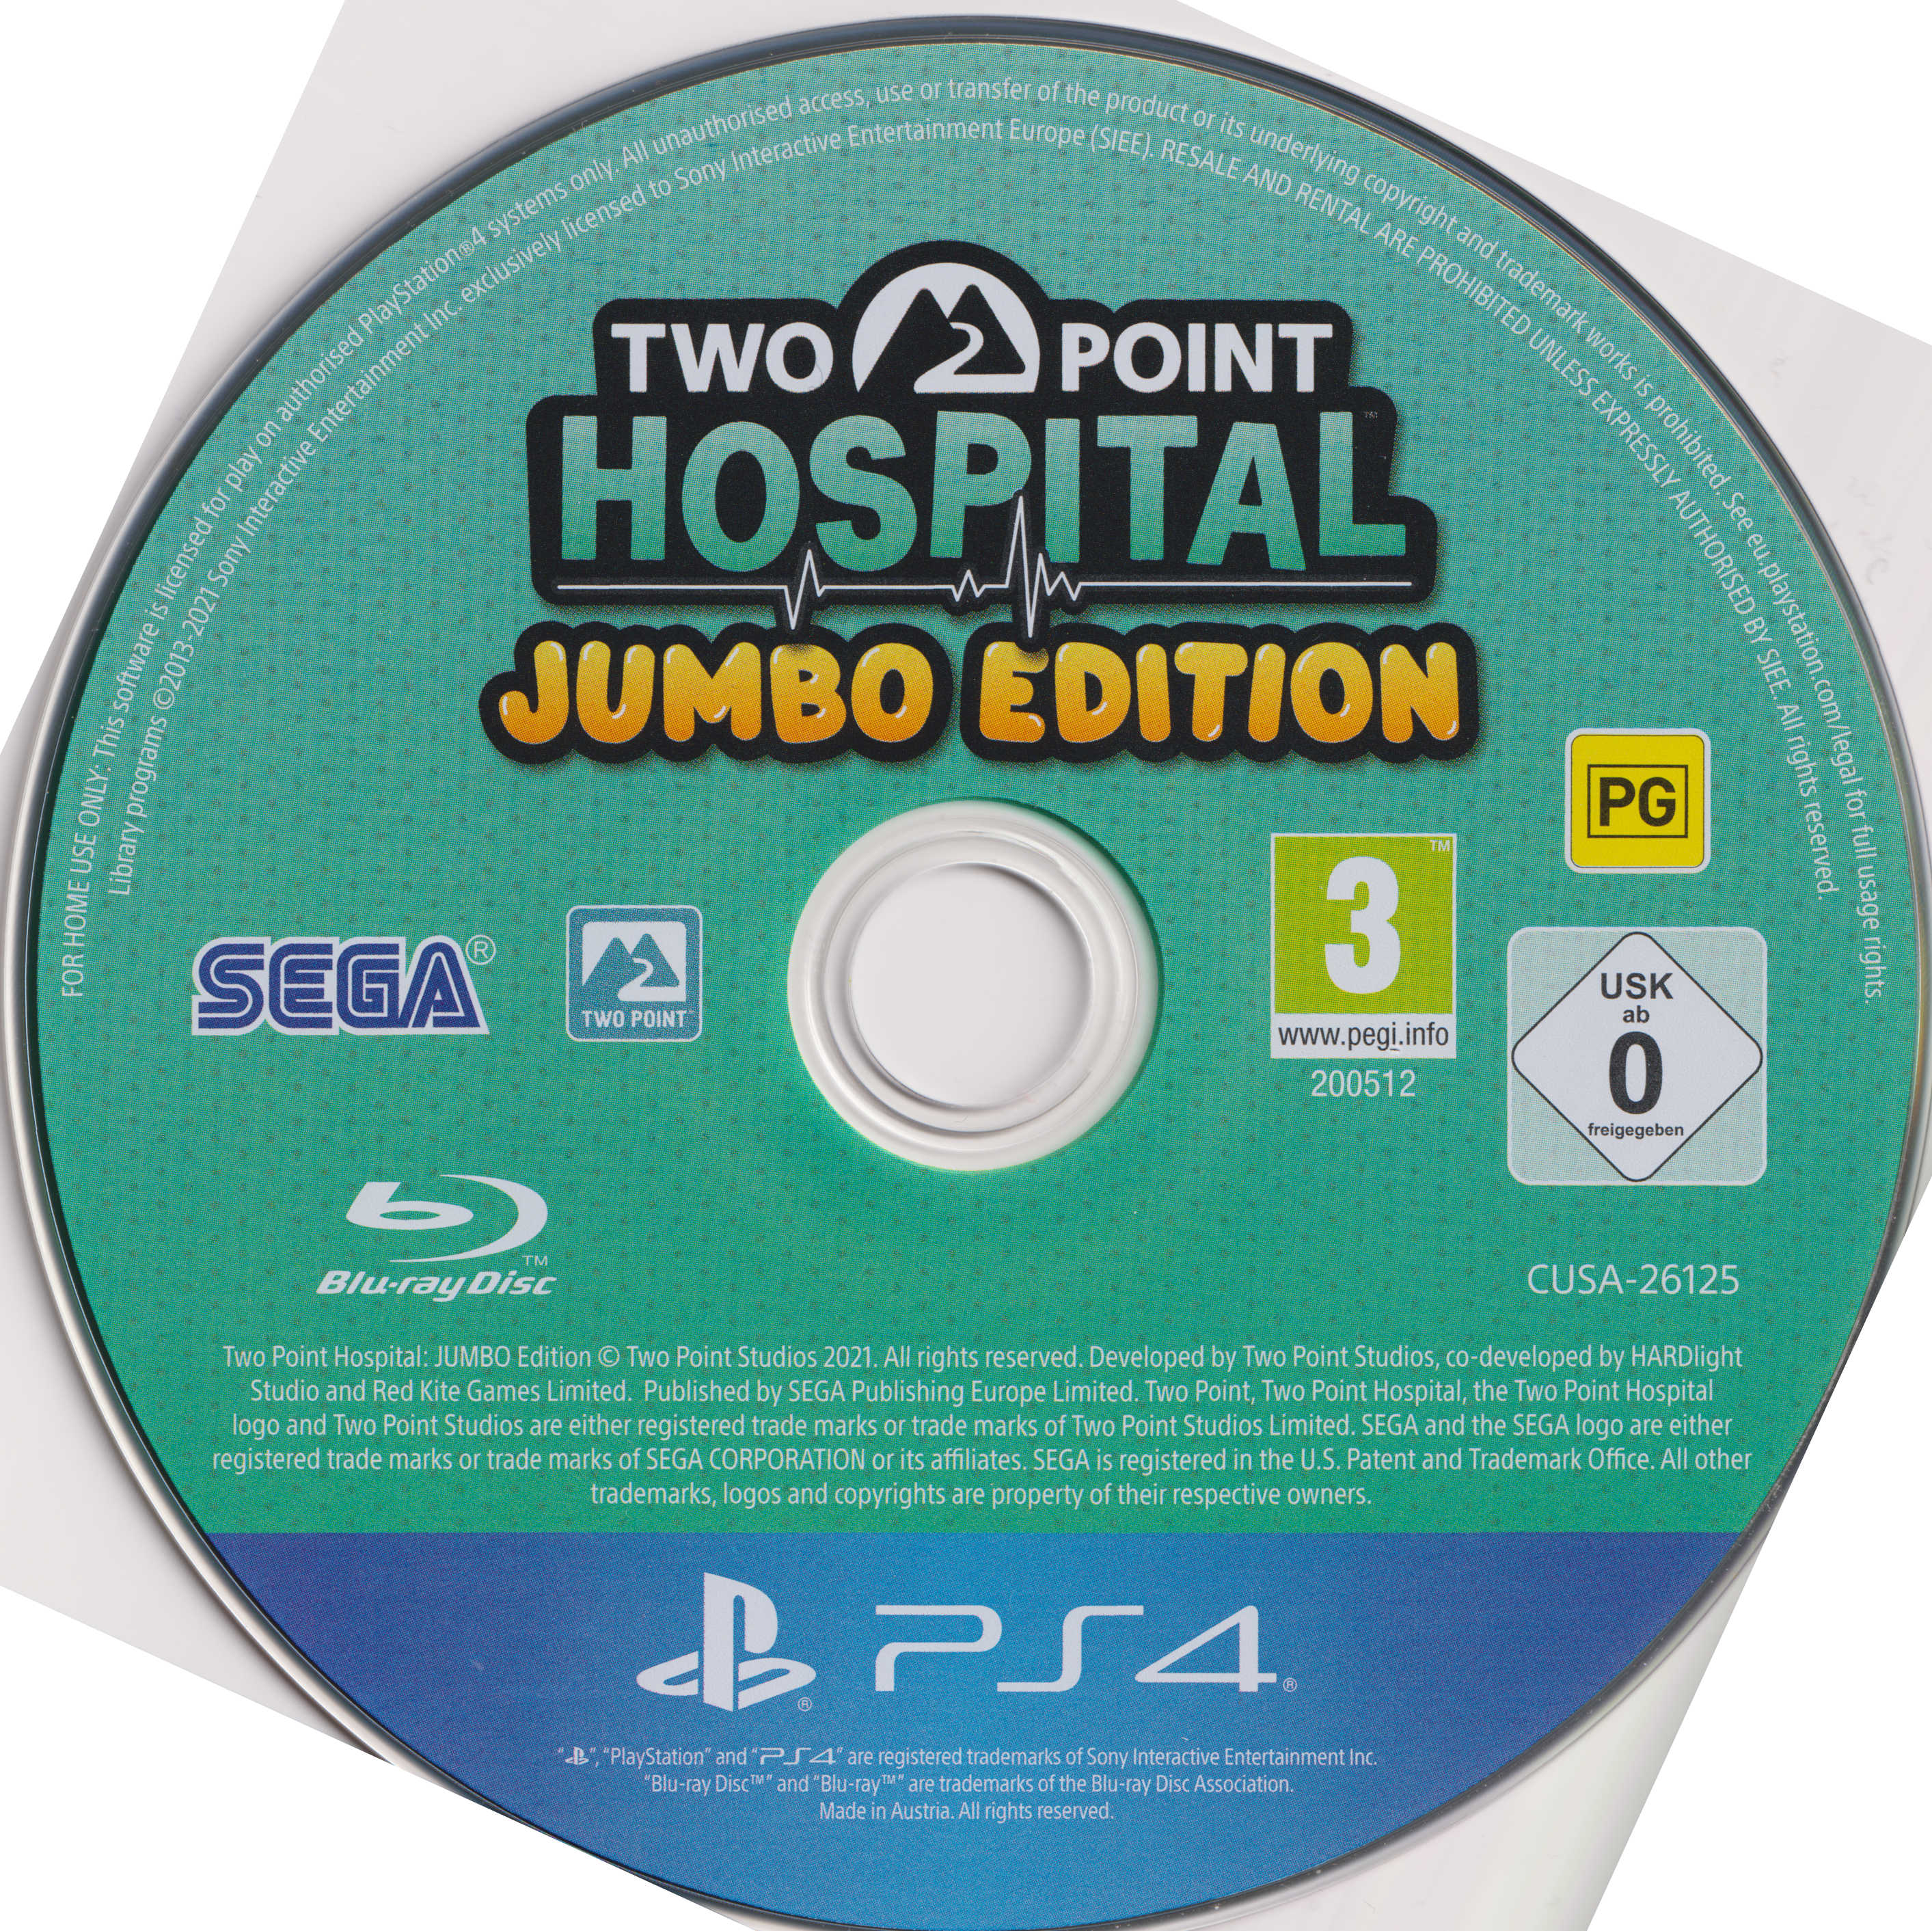 FOR HOME USE ONLY: This software is licensed for play on authorised PlayStation®4 systems only. All unauthorised access, use or transfer of the product or its underlying copyright and trademark works is prohibited. See eu.playstation.com/legal for full usage rights.
Library programs ©2013-2021 Sony Interactive Entertainment Inc. exclusively licensed to Sony Interactive Entertainment Europe (SIEE). RESALE AND RENTAL ARE PROHIBITED UNLESS EXPRESSLY AUTHORISED BY SIEE. All rights reserved.
TWO POINT
HOSPITAL™
JUMBO EDITION
PG
SEGA®
TWO POINT™
3™
www.pegi.info
200512
USK
ab
0
freigegeben
Blu-ray Disc™
CUSA-26125
Two Point Hospital: JUMBO Edition © Two Point Studios 2021. All rights reserved. Developed by Two Point Studios, co-developed by HARDlight
Studio and Red Kite Games Limited. Published by SEGA Publishing Europe Limited. Two Point, Two Point Hospital, the Two Point Hospital
logo and Two Point Studios are either registered trade marks or trade marks of Two Point Studios Limited. SEGA and the SEGA logo are either
registered trade marks or trade marks of SEGA CORPORATION or its affiliates. SEGA is registered in the U.S. Patent and Trademark Office. All other
trademarks, logos and copyrights are property of their respective owners.
PS4®
“PS”, “PlayStation” and “PS4” are registered trademarks of Sony Interactive Entertainment Inc.
“Blu-ray Disc™” and “Blu-ray™” are trademarks of the Blu-ray Disc Association.
Made in Austria. All rights reserved.